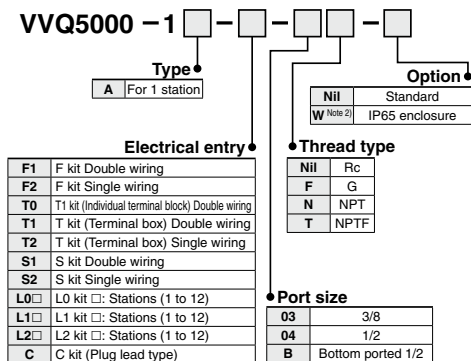 VVQ5000 – 1□ – □ – □□ – □
Type
A For 1 station
Option
Nil Standard
W Note 2) IP65 enclosure
Electrical entry
F1 F kit Double wiring
F2 F kit Single wiring
T0 T1 kit (Individual terminal block) Double wiring
T1 T kit (Terminal box) Double wiring
T2 T kit (Terminal box) Single wiring
S1 S kit Double wiring
S2 S kit Single wiring
L0□ L0 kit □: Stations (1 to 12)
L1□ L1 kit □: Stations (1 to 12)
L2□ L2 kit □: Stations (1 to 12)
C C kit (Plug lead type)
Thread type
Nil Rc
F G
N NPT
T NPTF
Port size
03 3/8
04 1/2
B Bottom ported 1/2